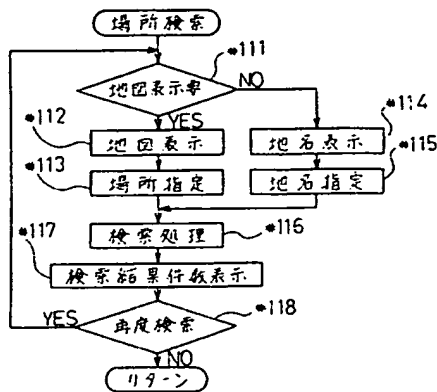 場所検索
*111
地図表示要
NO
YES
*112
地図表示
地名表示
*114
*113
場所指定
地名指定
*115
検索処理
*116
*117
検索結果件数表示
YES
再度検索
*118
NO
リターン